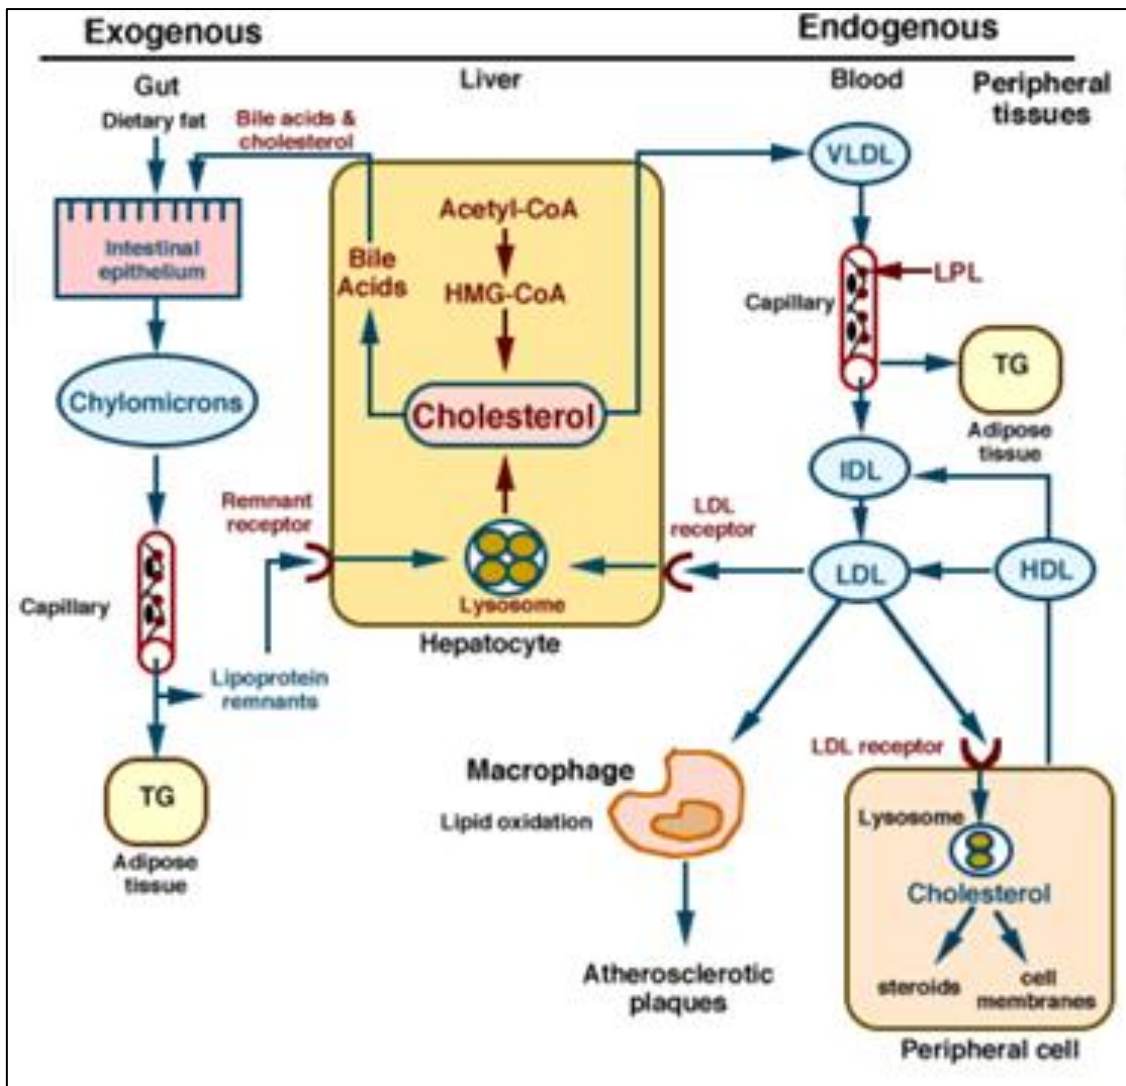 Exogenous
Endogenous
Gut
Liver
Blood
Peripheral
tissues
Dietary fat
Bile acids &
cholesterol
VLDL
Acetyl-CoA
Intestinal
epithelium
Bile
Acids
HMG-CoA
LPL
Capillary
TG
Chylomicrons
Cholesterol
Adipose
tissue
IDL
Remnant
receptor
LDL
receptor
LDL
HDL
Capillary
Lysosome
Hepatocyte
Lipoprotein
remnants
LDL receptor
Macrophage
TG
Lipid oxidation
Lysosome
Adipose
tissue
Cholesterol
Atherosclerotic
plaques
steroids
cell
membranes
Peripheral cell